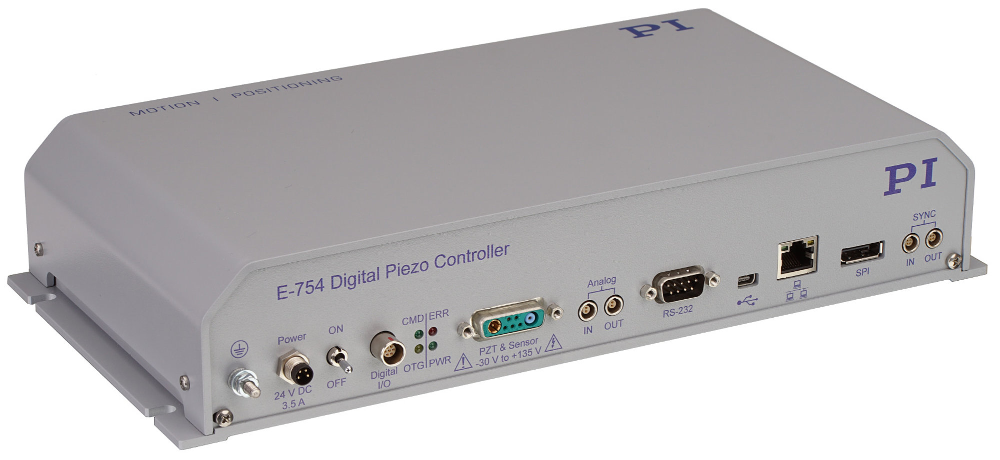 PI
MOTION | POSITIONING
PI
E-754 Digital Piezo Controller
SYNC
IN
OUT
SPI
Analog
IN
OUT
RS-232
CMD
ERR
OTG
PWR
PZT & Sensor
-30 V to +135 V
ON
OFF
Power
24 V DC
3.5 A
Digital
I/O